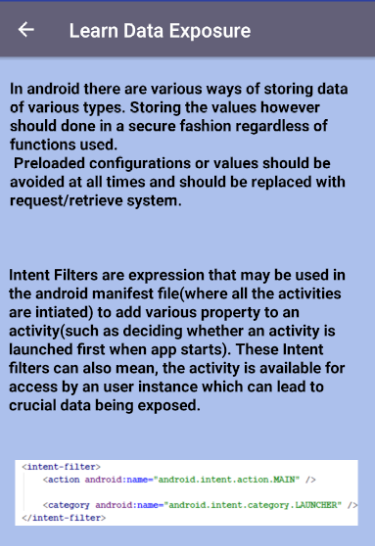 Learn Data Exposure
In android there are various ways of storing data
of various types. Storing the values however
should done in a secure fashion regardless of
functions used.
Preloaded configurations or values should be
avoided at all times and should be replaced with
request/retrieve system.
Intent Filters are expression that may be used in
the android manifest file(where all the activities
are intiated) to add various property to an
activity(such as deciding whether an activity is
launched first when app starts). These Intent
filters can also mean, the activity is available for
access by an user instance which can lead to
crucial data being exposed.
<intent-filter>
<action android:name="android.intent.action.MAIN" />
<category android:name="android.intent.category.LAUNCHER" />
</intent-filter>